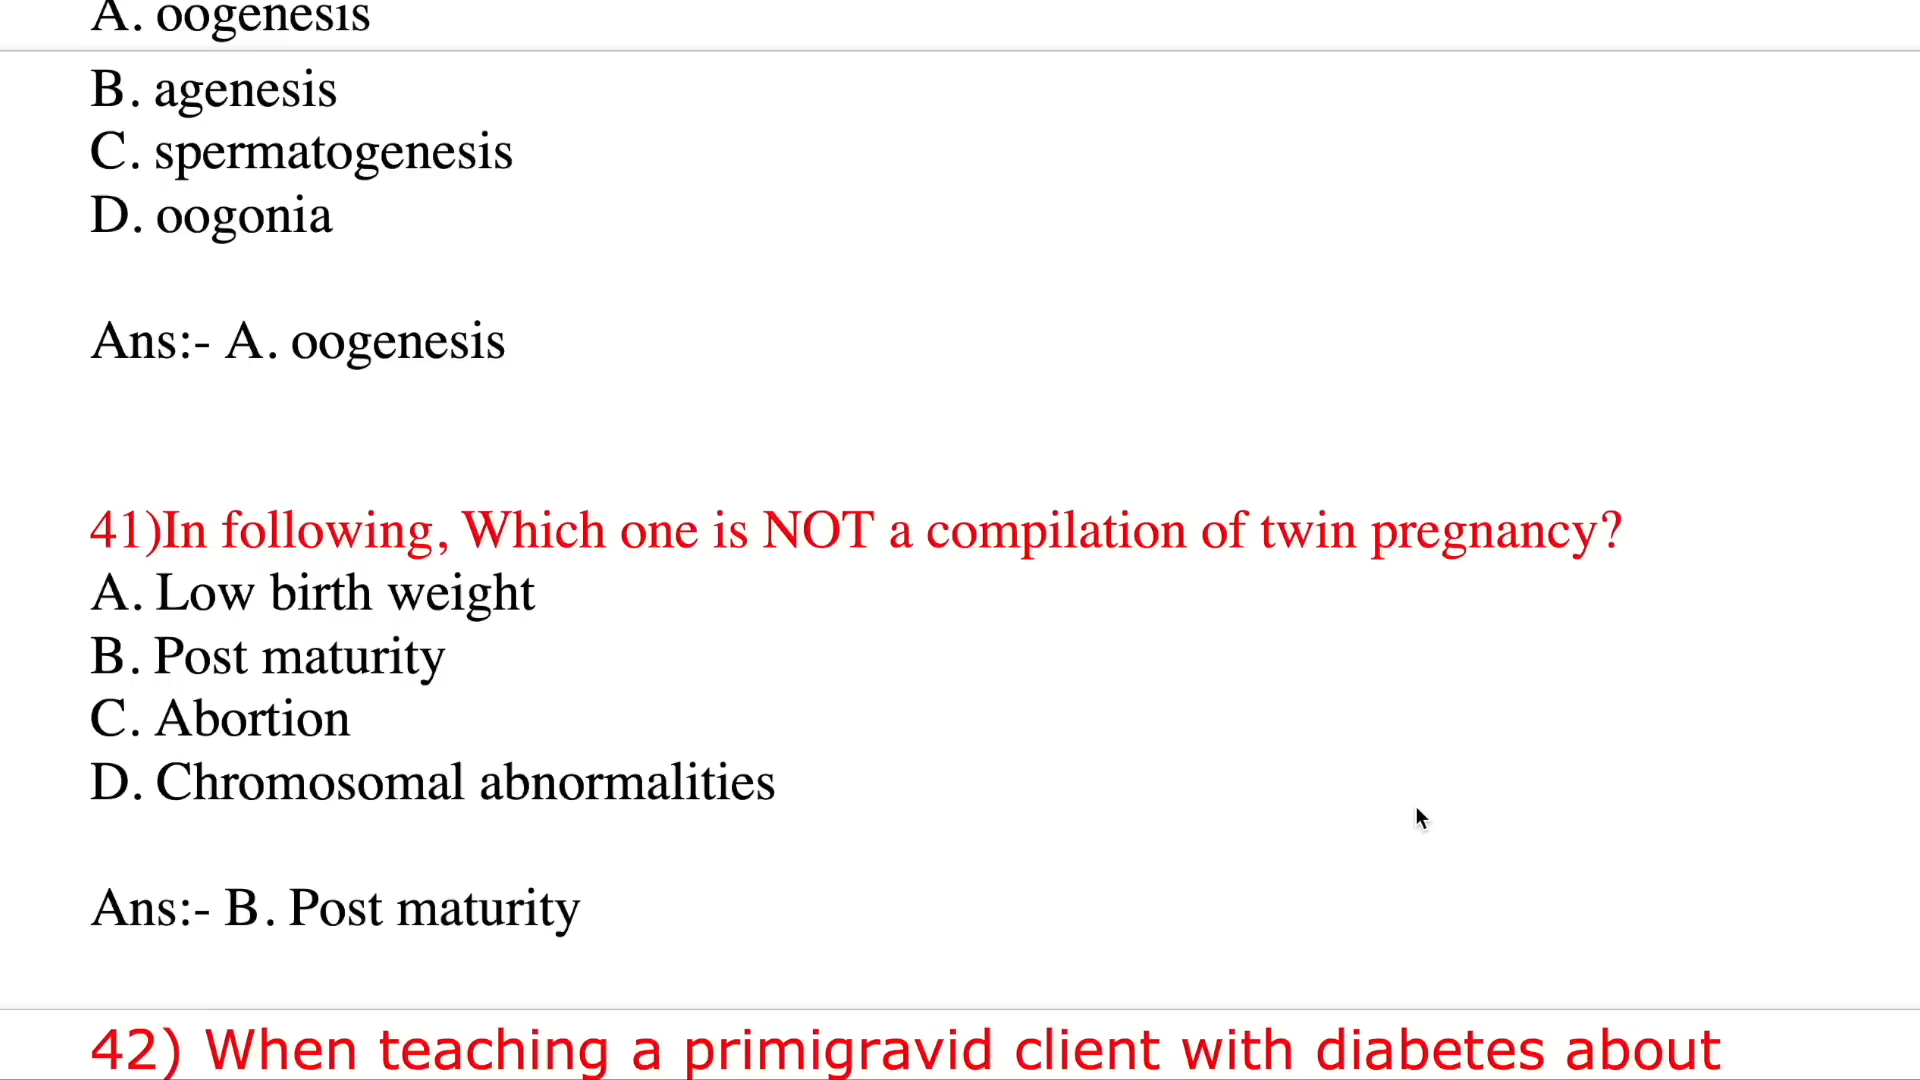 A. oogenesis
B. agenesis
C. spermatogenesis
D. oogonia
Ans:- A. oogenesis
41)In following, Which one is NOT a compilation of twin pregnancy?
A. Low birth weight
B. Post maturity
C. Abortion
D. Chromosomal abnormalities
Ans:- B. Post maturity
42) When teaching a primigravid client with diabetes about